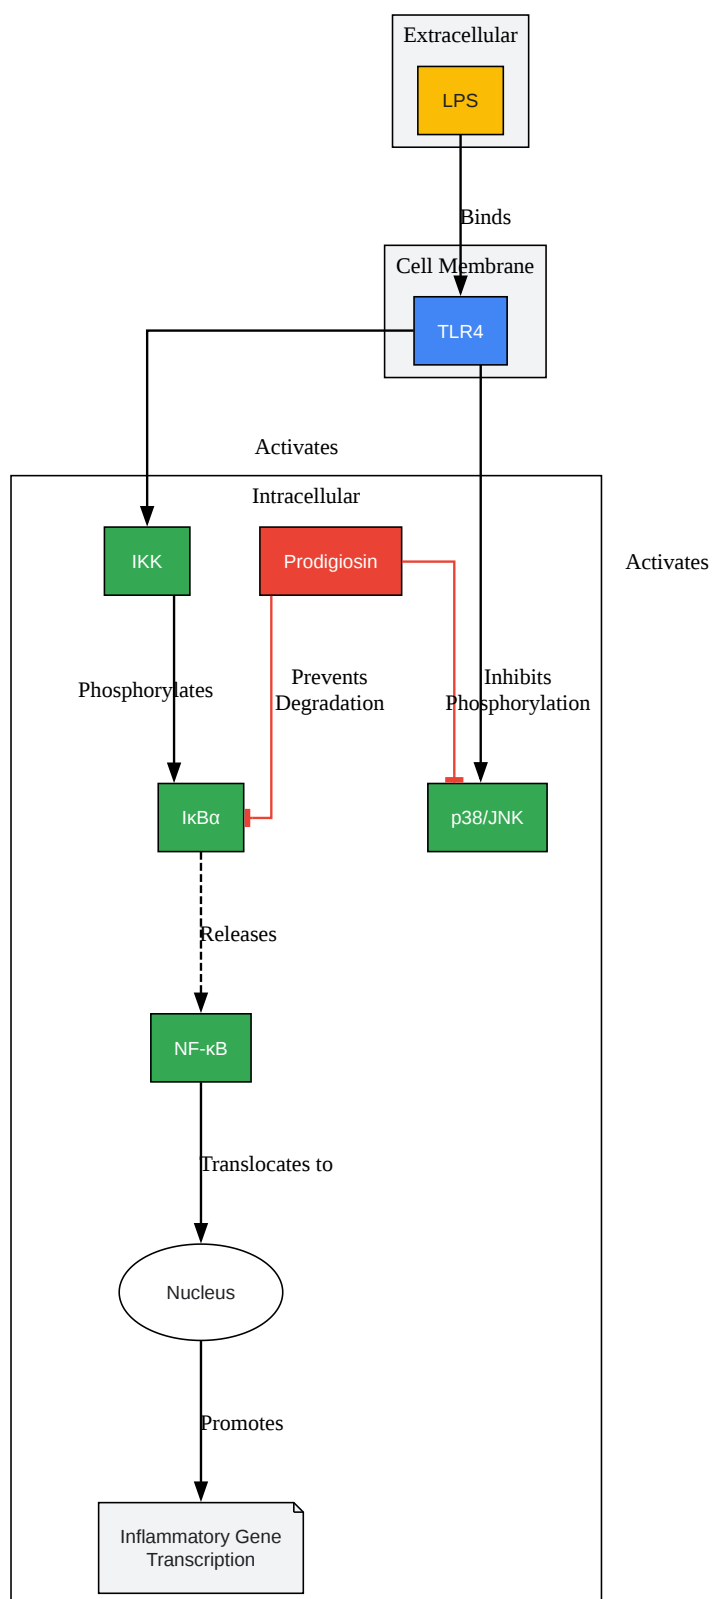 Extracellular
LPS
Binds
Cell Membrane
TLR4
Activates
Intracellular
IKK
Prodigiosin
Activates
Phosphorylates
Prevents
Degradation
Inhibits
Phosphorylation
IκBα
p38/JNK
Releases
NF-κB
Translocates to
Nucleus
Promotes
Inflammatory Gene
Transcription